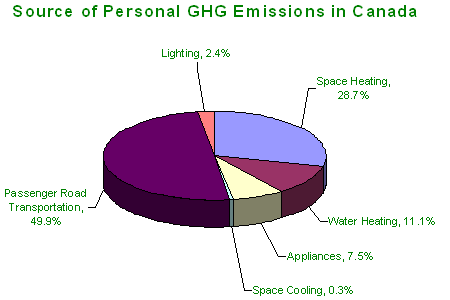 Source of Personal GHG Emissions in Canada
Lighting, 2.4%
Space Heating,
28.7%
Passenger Road
Transportation,
49.9%
Water Heating, 11.1%
Appliances, 7.5%
Space Cooling, 0.3%